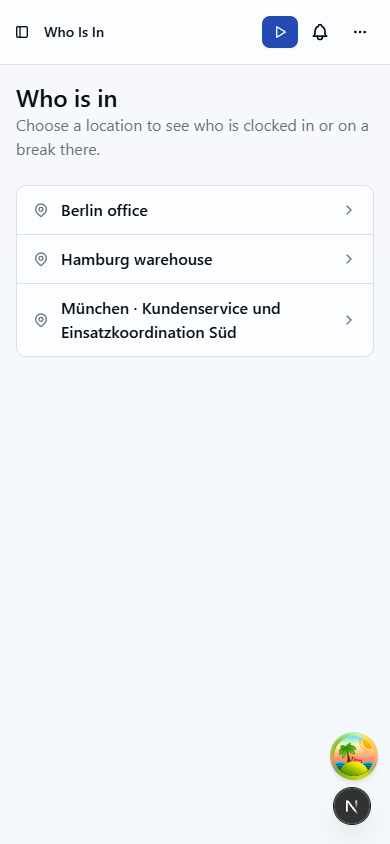 Who Is In
Who is in
Choose a location to see who is clocked in or on a
break there.
Berlin office
Hamburg warehouse
München · Kundenservice und
Einsatzkoordination Süd
N